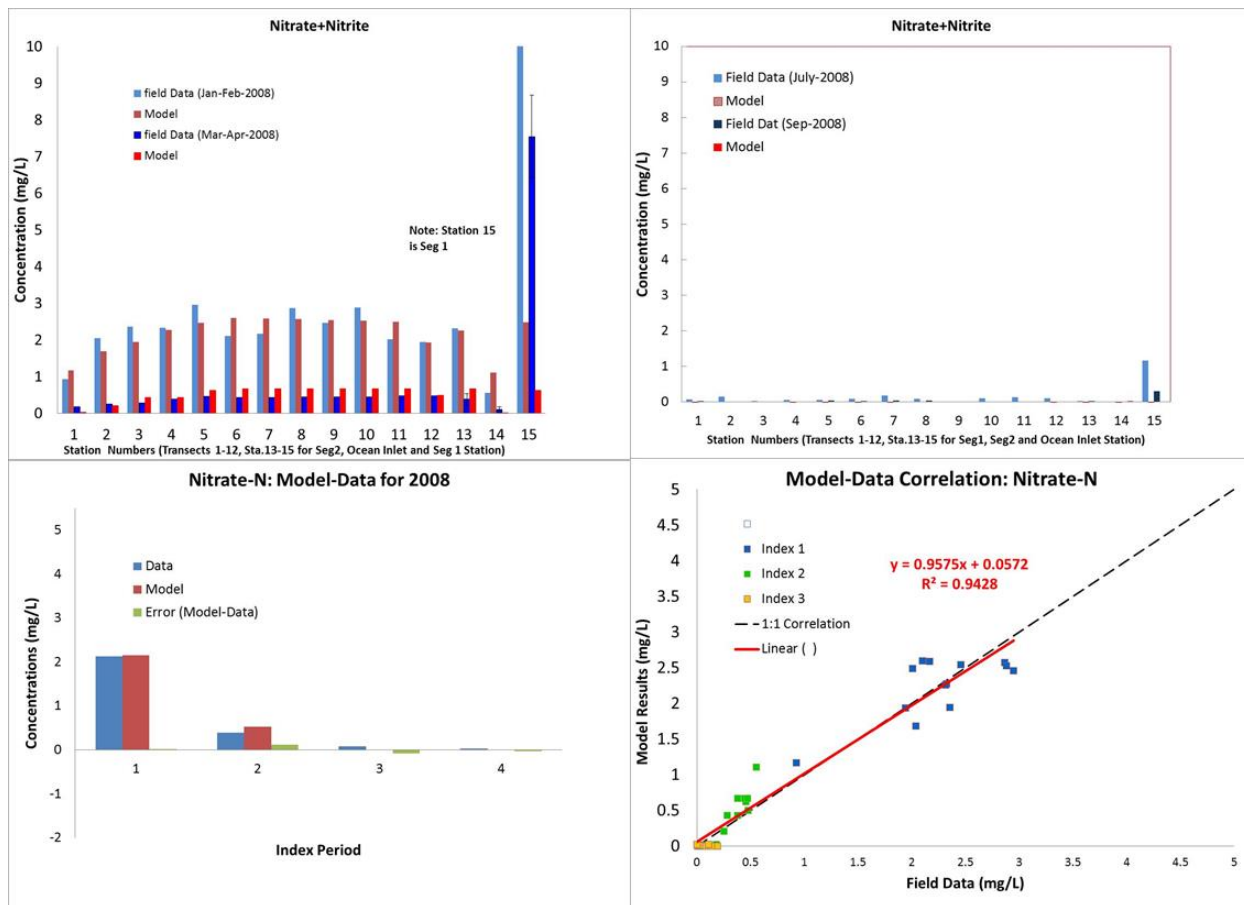 Nitrate+Nitrite
Concentration (mg/L)
10
9
8
7
6
5
4
3
2
1
0
field Data (Jan-Feb-2008)
Model
field Data (Mar-Apr-2008)
Model
Note: Station 15
is Seg 1
1 2 3 4 5 6 7 8 9 10 11 12 13 14 15
Station Numbers (Transects 1-12, Sta.13-15 for Seg2, Ocean Inlet and Seg 1 Station)
Nitrate+Nitrite
Concentration (mg/L)
10
9
8
7
6
5
4
3
2
1
0
Field Data (July-2008)
Model
Field Dat (Sep-2008)
Model
1 2 3 4 5 6 7 8 9 10 11 12 13 14 15
Station Numbers (Transects 1-12, Sta.13-15 for Seg1, Seg2 and Ocean Inlet Station)
Nitrate-N: Model-Data for 2008
Concentrations (mg/L)
5
4
3
2
1
0
-1
-2
Data
Model
Error (Model-Data)
1 2 3 4
Index Period
Model-Data Correlation: Nitrate-N
Model Results (mg/L)
5
4.5
4
3.5
3
2.5
2
1.5
1
0.5
0
Index 1
Index 2
Index 3
1:1 Correlation
Linear ( )
y = 0.9575x + 0.0572
R² = 0.9428
0 0.5 1 1.5 2 2.5 3 3.5 4 4.5 5
Field Data (mg/L)